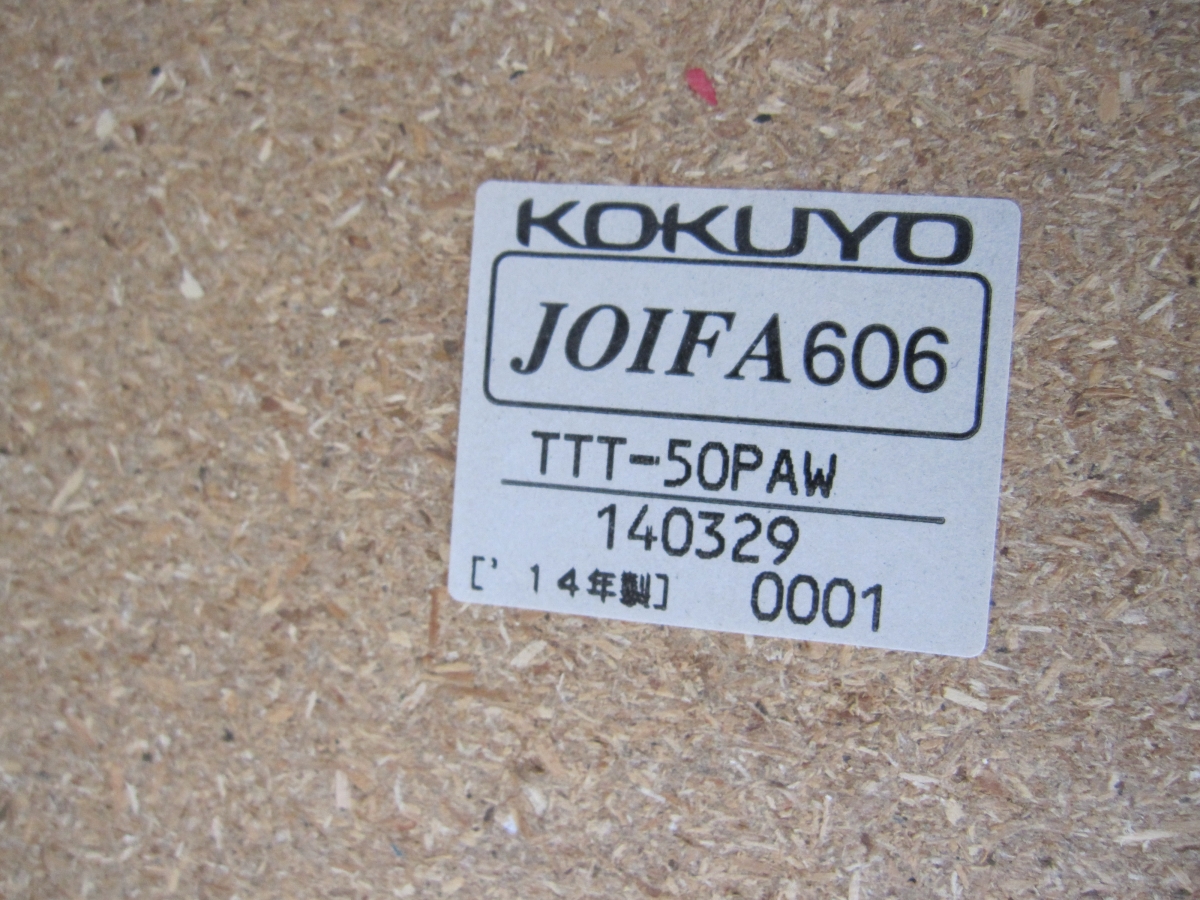 KOKUYO
JOIFA606
TTT-50PAW
140329
[’14年製] 0001